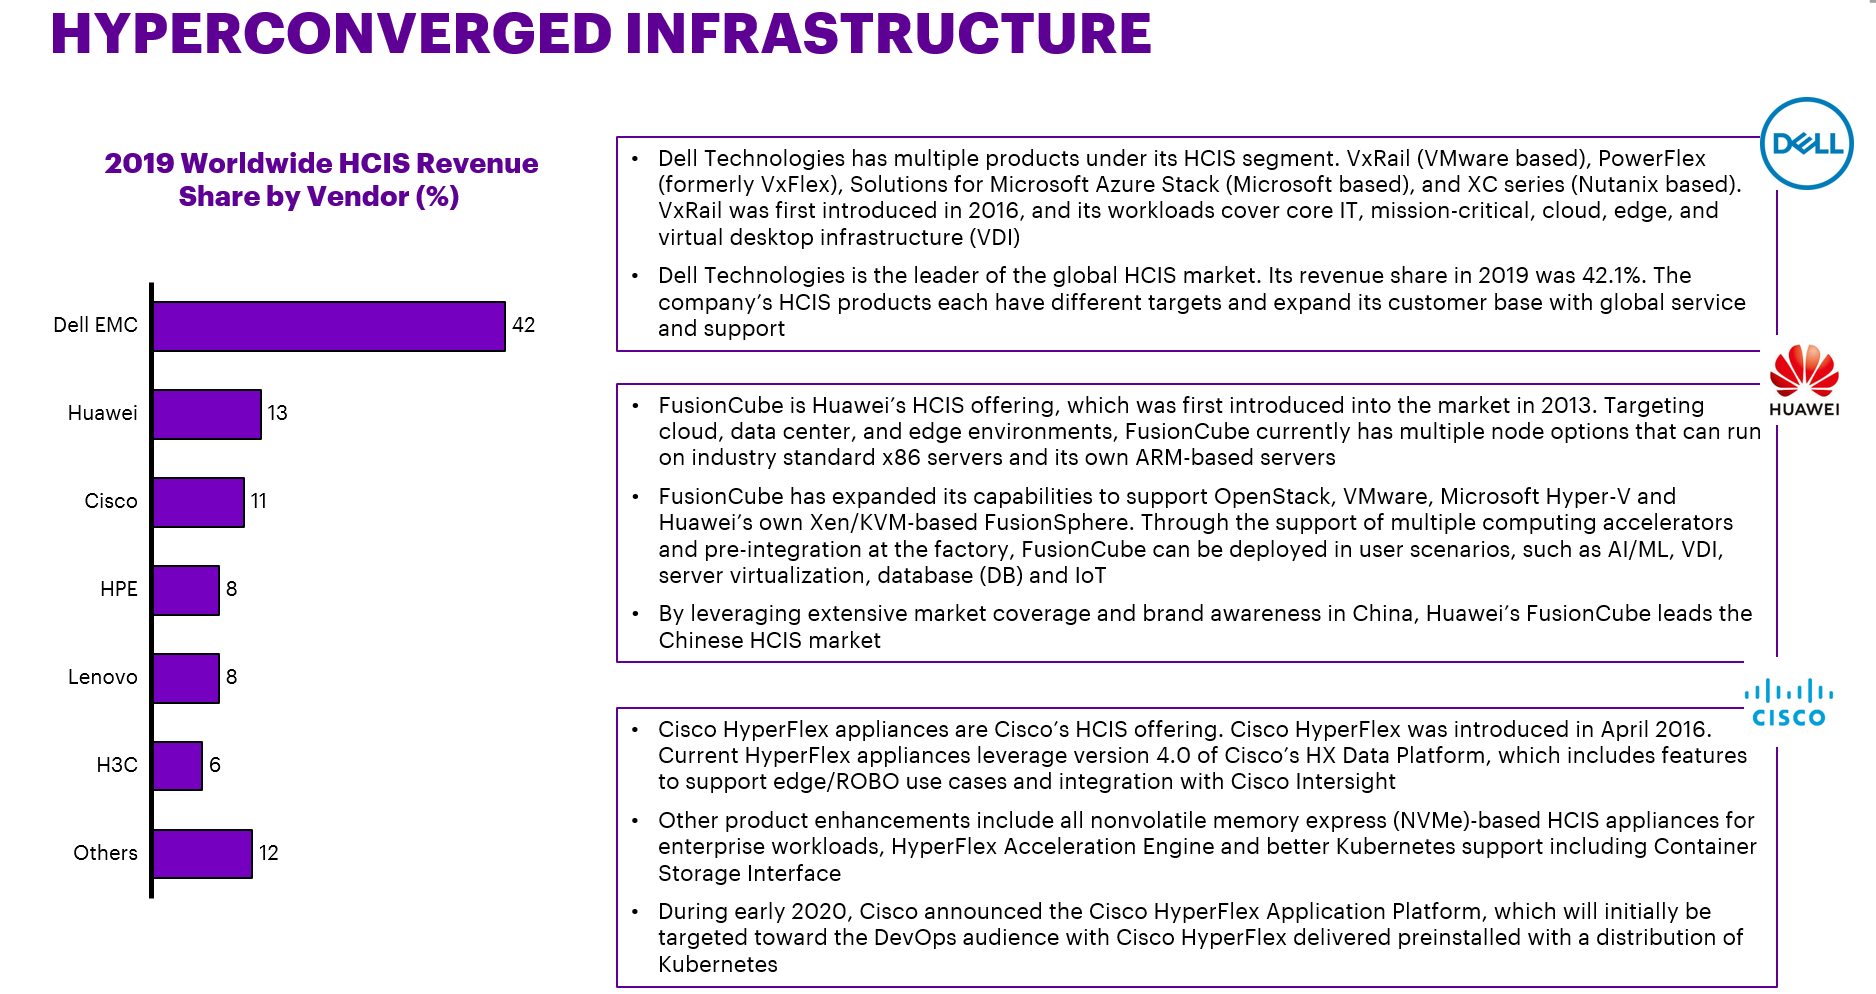 HYPERCONVERGED INFRASTRUCTURE
2019 Worldwide HCIS Revenue
Share by Vendor (%)
Dell EMC 42
Huawei 13
Cisco 11
HPE 8
Lenovo 8
H3C 6
Others 12
DELL
• Dell Technologies has multiple products under its HCIS segment. VxRail (VMware based), PowerFlex
(formerly VxFlex), Solutions for Microsoft Azure Stack (Microsoft based), and XC series (Nutanix based).
VxRail was first introduced in 2016, and its workloads cover core IT, mission-critical, cloud, edge, and
virtual desktop infrastructure (VDI)
• Dell Technologies is the leader of the global HCIS market. Its revenue share in 2019 was 42.1%. The
company’s HCIS products each have different targets and expand its customer base with global service
and support
HUAWEI
• FusionCube is Huawei’s HCIS offering, which was first introduced into the market in 2013. Targeting
cloud, data center, and edge environments, FusionCube currently has multiple node options that can run
on industry standard x86 servers and its own ARM-based servers
• FusionCube has expanded its capabilities to support OpenStack, VMware, Microsoft Hyper-V and
Huawei’s own Xen/KVM-based FusionSphere. Through the support of multiple computing accelerators
and pre-integration at the factory, FusionCube can be deployed in user scenarios, such as AI/ML, VDI,
server virtualization, database (DB) and IoT
• By leveraging extensive market coverage and brand awareness in China, Huawei’s FusionCube leads the
Chinese HCIS market
CISCO
• Cisco HyperFlex appliances are Cisco’s HCIS offering. Cisco HyperFlex was introduced in April 2016.
Current HyperFlex appliances leverage version 4.0 of Cisco’s HX Data Platform, which includes features
to support edge/ROBO use cases and integration with Cisco Intersight
• Other product enhancements include all nonvolatile memory express (NVMe)-based HCIS appliances for
enterprise workloads, HyperFlex Acceleration Engine and better Kubernetes support including Container
Storage Interface
• During early 2020, Cisco announced the Cisco HyperFlex Application Platform, which will initially be
targeted toward the DevOps audience with Cisco HyperFlex delivered preinstalled with a distribution of
Kubernetes